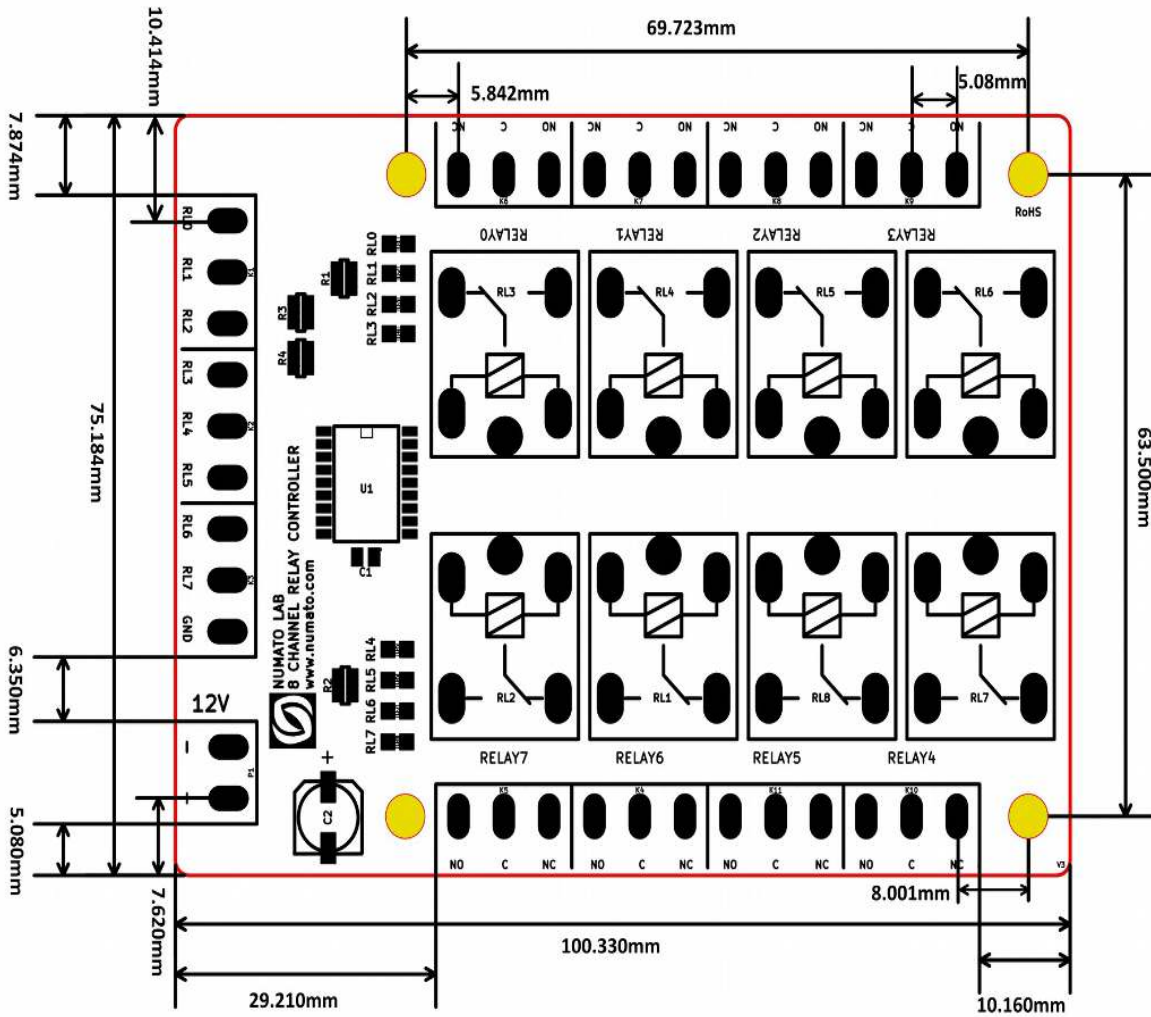 69.723mm
5.842mm
5.08mm
10.414mm
7.874mm
NC C NO NC C NO NC C NO NC C NO
K6 K7 K8 K9
RoHS
RELAY0 RELAY1 RELAY2 RELAY3
RL0
RL1
RL2
RL3
RL4
RL5
RL6
RL7
GND
K1
K2
K3
R1
R3
R4
RL0
RL1
RL2
RL3
RL3 RL4 RL5 RL6
75.184mm
63.500mm
U1
C1
NUMATO LAB
8 CHANNEL RELAY CONTROLLER
www.numato.com
R2
RL4
RL5
RL6
RL7
RL2 RL1 RL8 RL7
6.350mm
12V
−
+
P1
+
C2
RELAY7 RELAY6 RELAY5 RELAY4
K5 K4 K11 K10
NO C NC NO C NC NO C NC NO C NC
V3
5.080mm
7.620mm
8.001mm
100.330mm
29.210mm
10.160mm